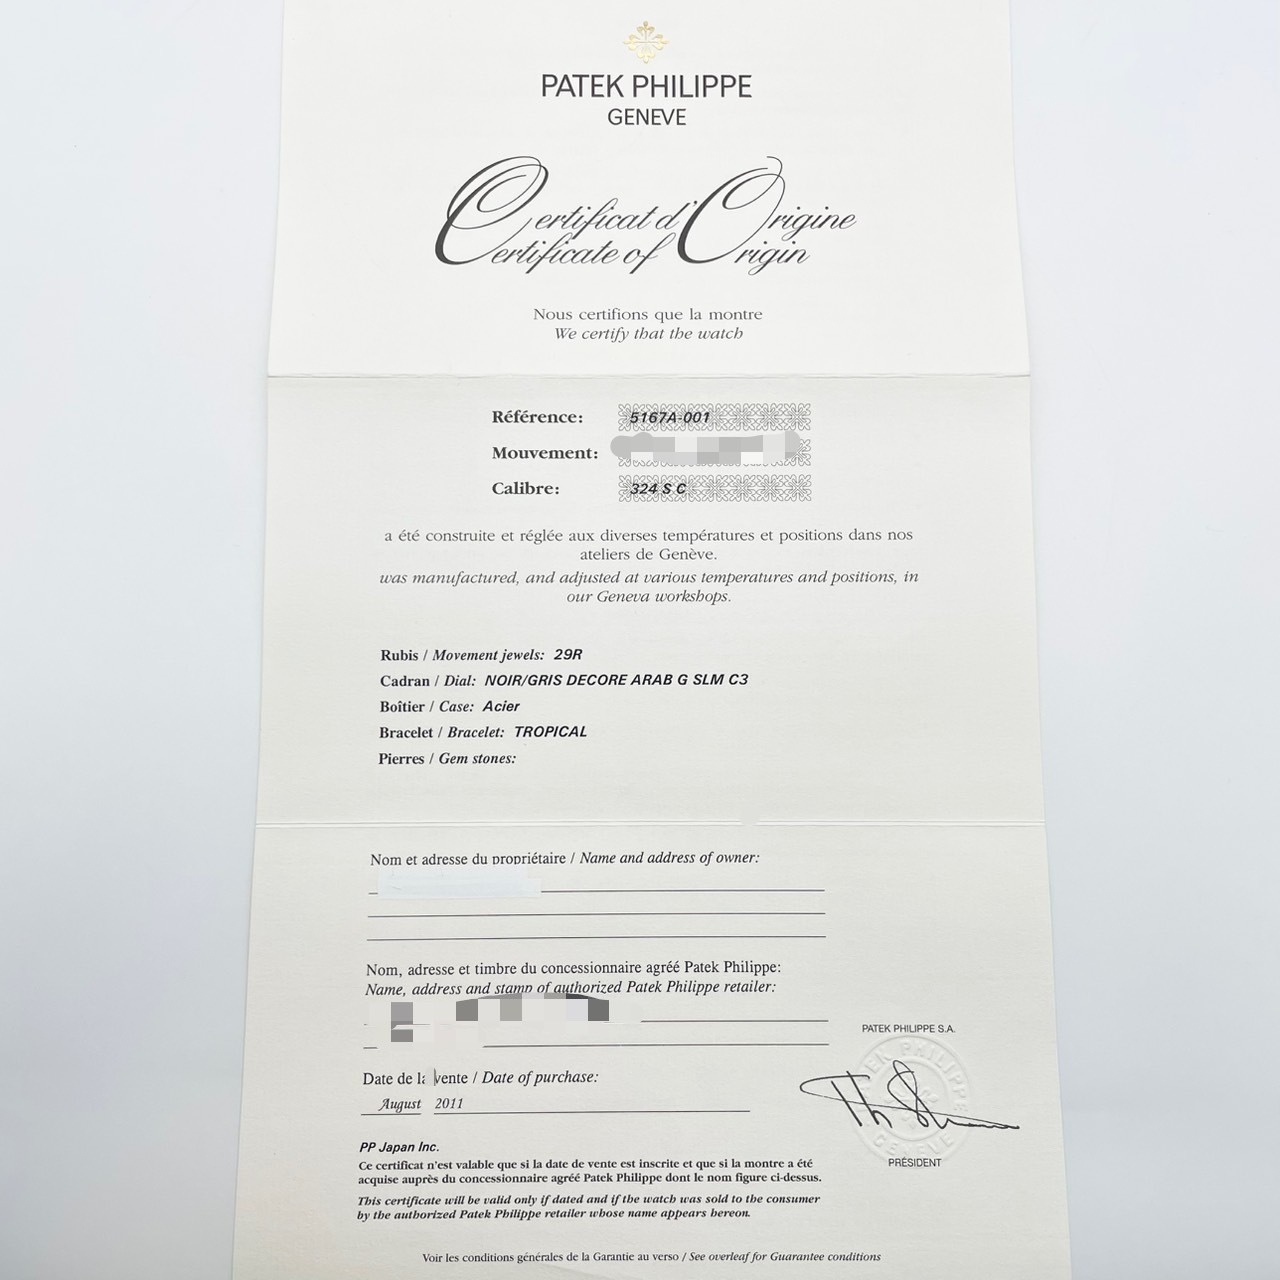 PATEK PHILIPPE
GENEVE
Certificat d'Origine
Certificate of Origin
Nous certifions que la montre
We certify that the watch
Référence: 5167A-001
Mouvement:
Calibre: 324 S C
a été construite et réglée aux diverses températures et positions dans nos
ateliers de Genève.
was manufactured, and adjusted at various temperatures and positions, in
our Geneva workshops.
Rubis / Movement jewels: 29R
Cadran / Dial: NOIR/GRIS DECORE ARAB G SLM C3
Boîtier / Case: Acier
Bracelet / Bracelet: TROPICAL
Pierres / Gem stones:
Nom et adresse du propriétaire / Name and address of owner:
Nom, adresse et timbre du concessionnaire agréé Patek Philippe:
Name, address and stamp of authorized Patek Philippe retailer:
PATEK PHILIPPE S.A.
Date de la vente / Date of purchase:
August 2011
PP Japan Inc.
PRÉSIDENT
Ce certificat n'est valable que si la date de vente est inscrite et que si la montre a été
acquise auprès du concessionnaire agréé Patek Philippe dont le nom figure ci-dessus.
This certificate will be valid only if dated and if the watch was sold to the consumer
by the authorized Patek Philippe retailer whose name appears hereon.
Voir les conditions générales de la Garantie au verso / See overleaf for Guarantee conditions